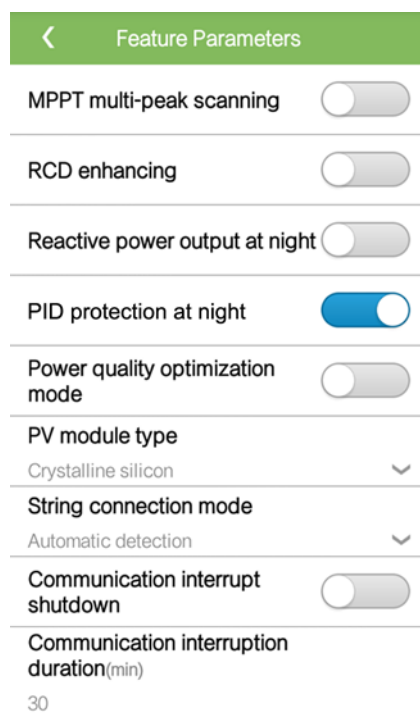 Feature Parameters
MPPT multi-peak scanning
RCD enhancing
Reactive power output at night
PID protection at night
Power quality optimization
mode
PV module type
Crystalline silicon
String connection mode
Automatic detection
Communication interrupt
shutdown
Communication interruption
duration(min)
30